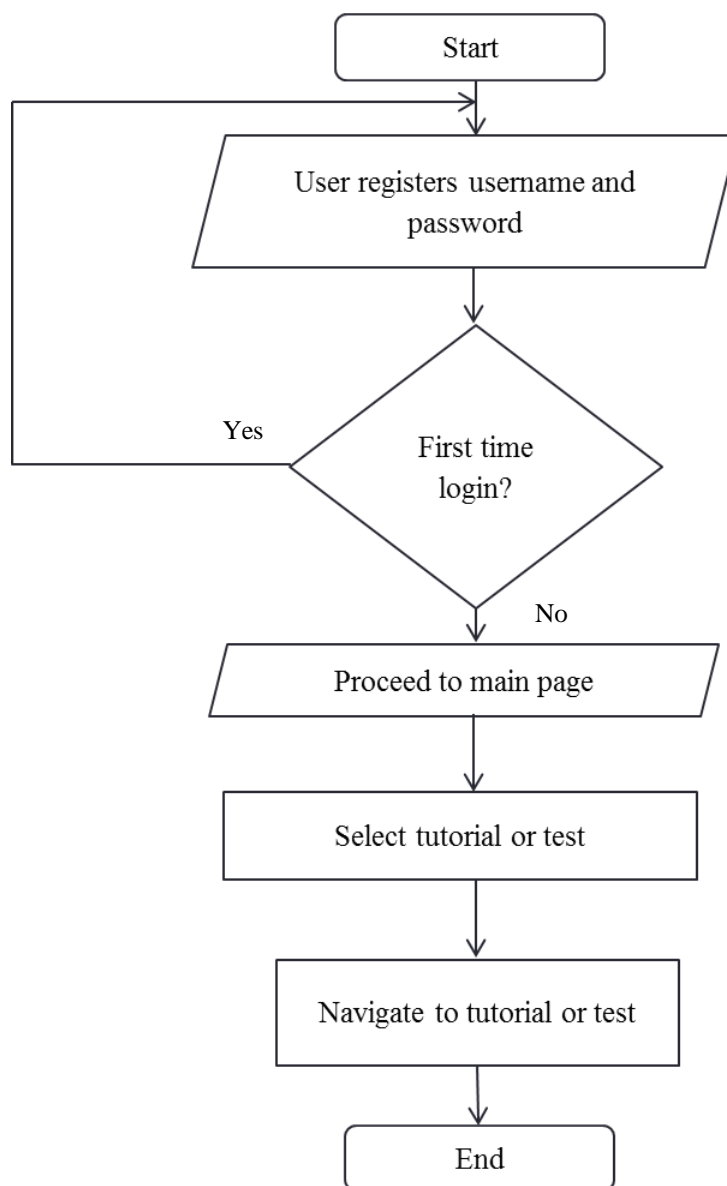 Start
User registers username and
password
Yes
First time
login?
No
Proceed to main page
Select tutorial or test
Navigate to tutorial or test
End